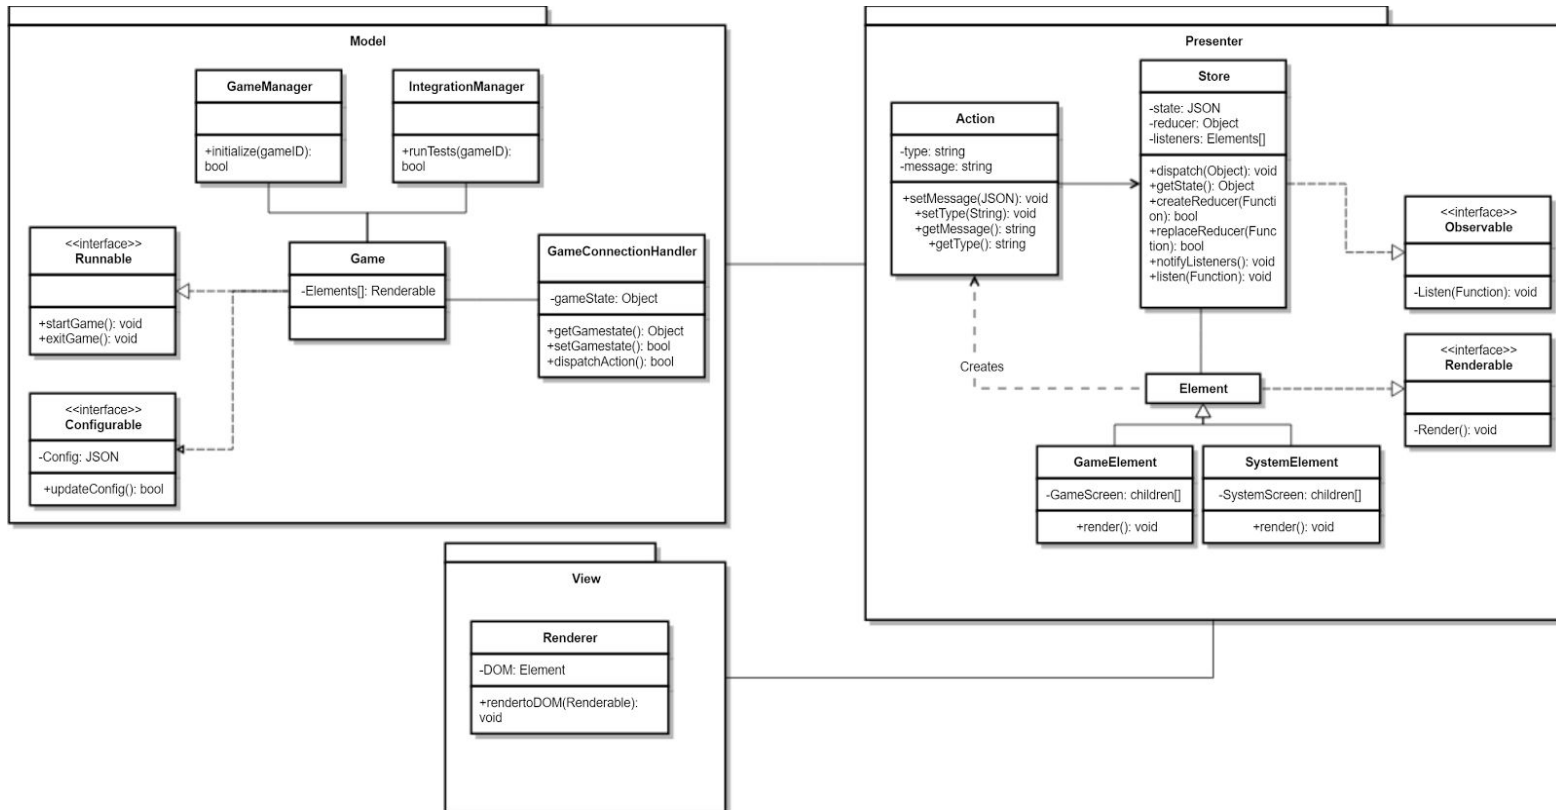 Model
GameManager
+initialize(gameID):
bool
IntegrationManager
+runTests(gameID):
bool
<<interface>>
Runnable
+startGame(): void
+exitGame(): void
Game
-Elements[]: Renderable
GameConnectionHandler
-gameState: Object
+getGamestate(): Object
+setGamestate(): bool
+dispatchAction(): bool
<<interface>>
Configurable
-Config: JSON
+updateConfig(): bool
Presenter
Action
-type: string
-message: string
+setMessage(JSON): void
+setType(String): void
+getMessage(): string
+getType(): string
Store
-state: JSON
-reducer: Object
-listeners: Elements[]
+dispatch(Object): void
+getState(): Object
+createReducer(Functi
on): bool
+replaceReducer(Func
tion): bool
+notifyListeners(): void
+listen(Function): void
<<interface>>
Observable
-Listen(Function): void
<<interface>>
Renderable
-Render(): void
Creates
Element
GameElement
-GameScreen: children[]
+render(): void
SystemElement
-SystemScreen: children[]
+render(): void
View
Renderer
-DOM: Element
+rendertoDOM(Renderable):
void